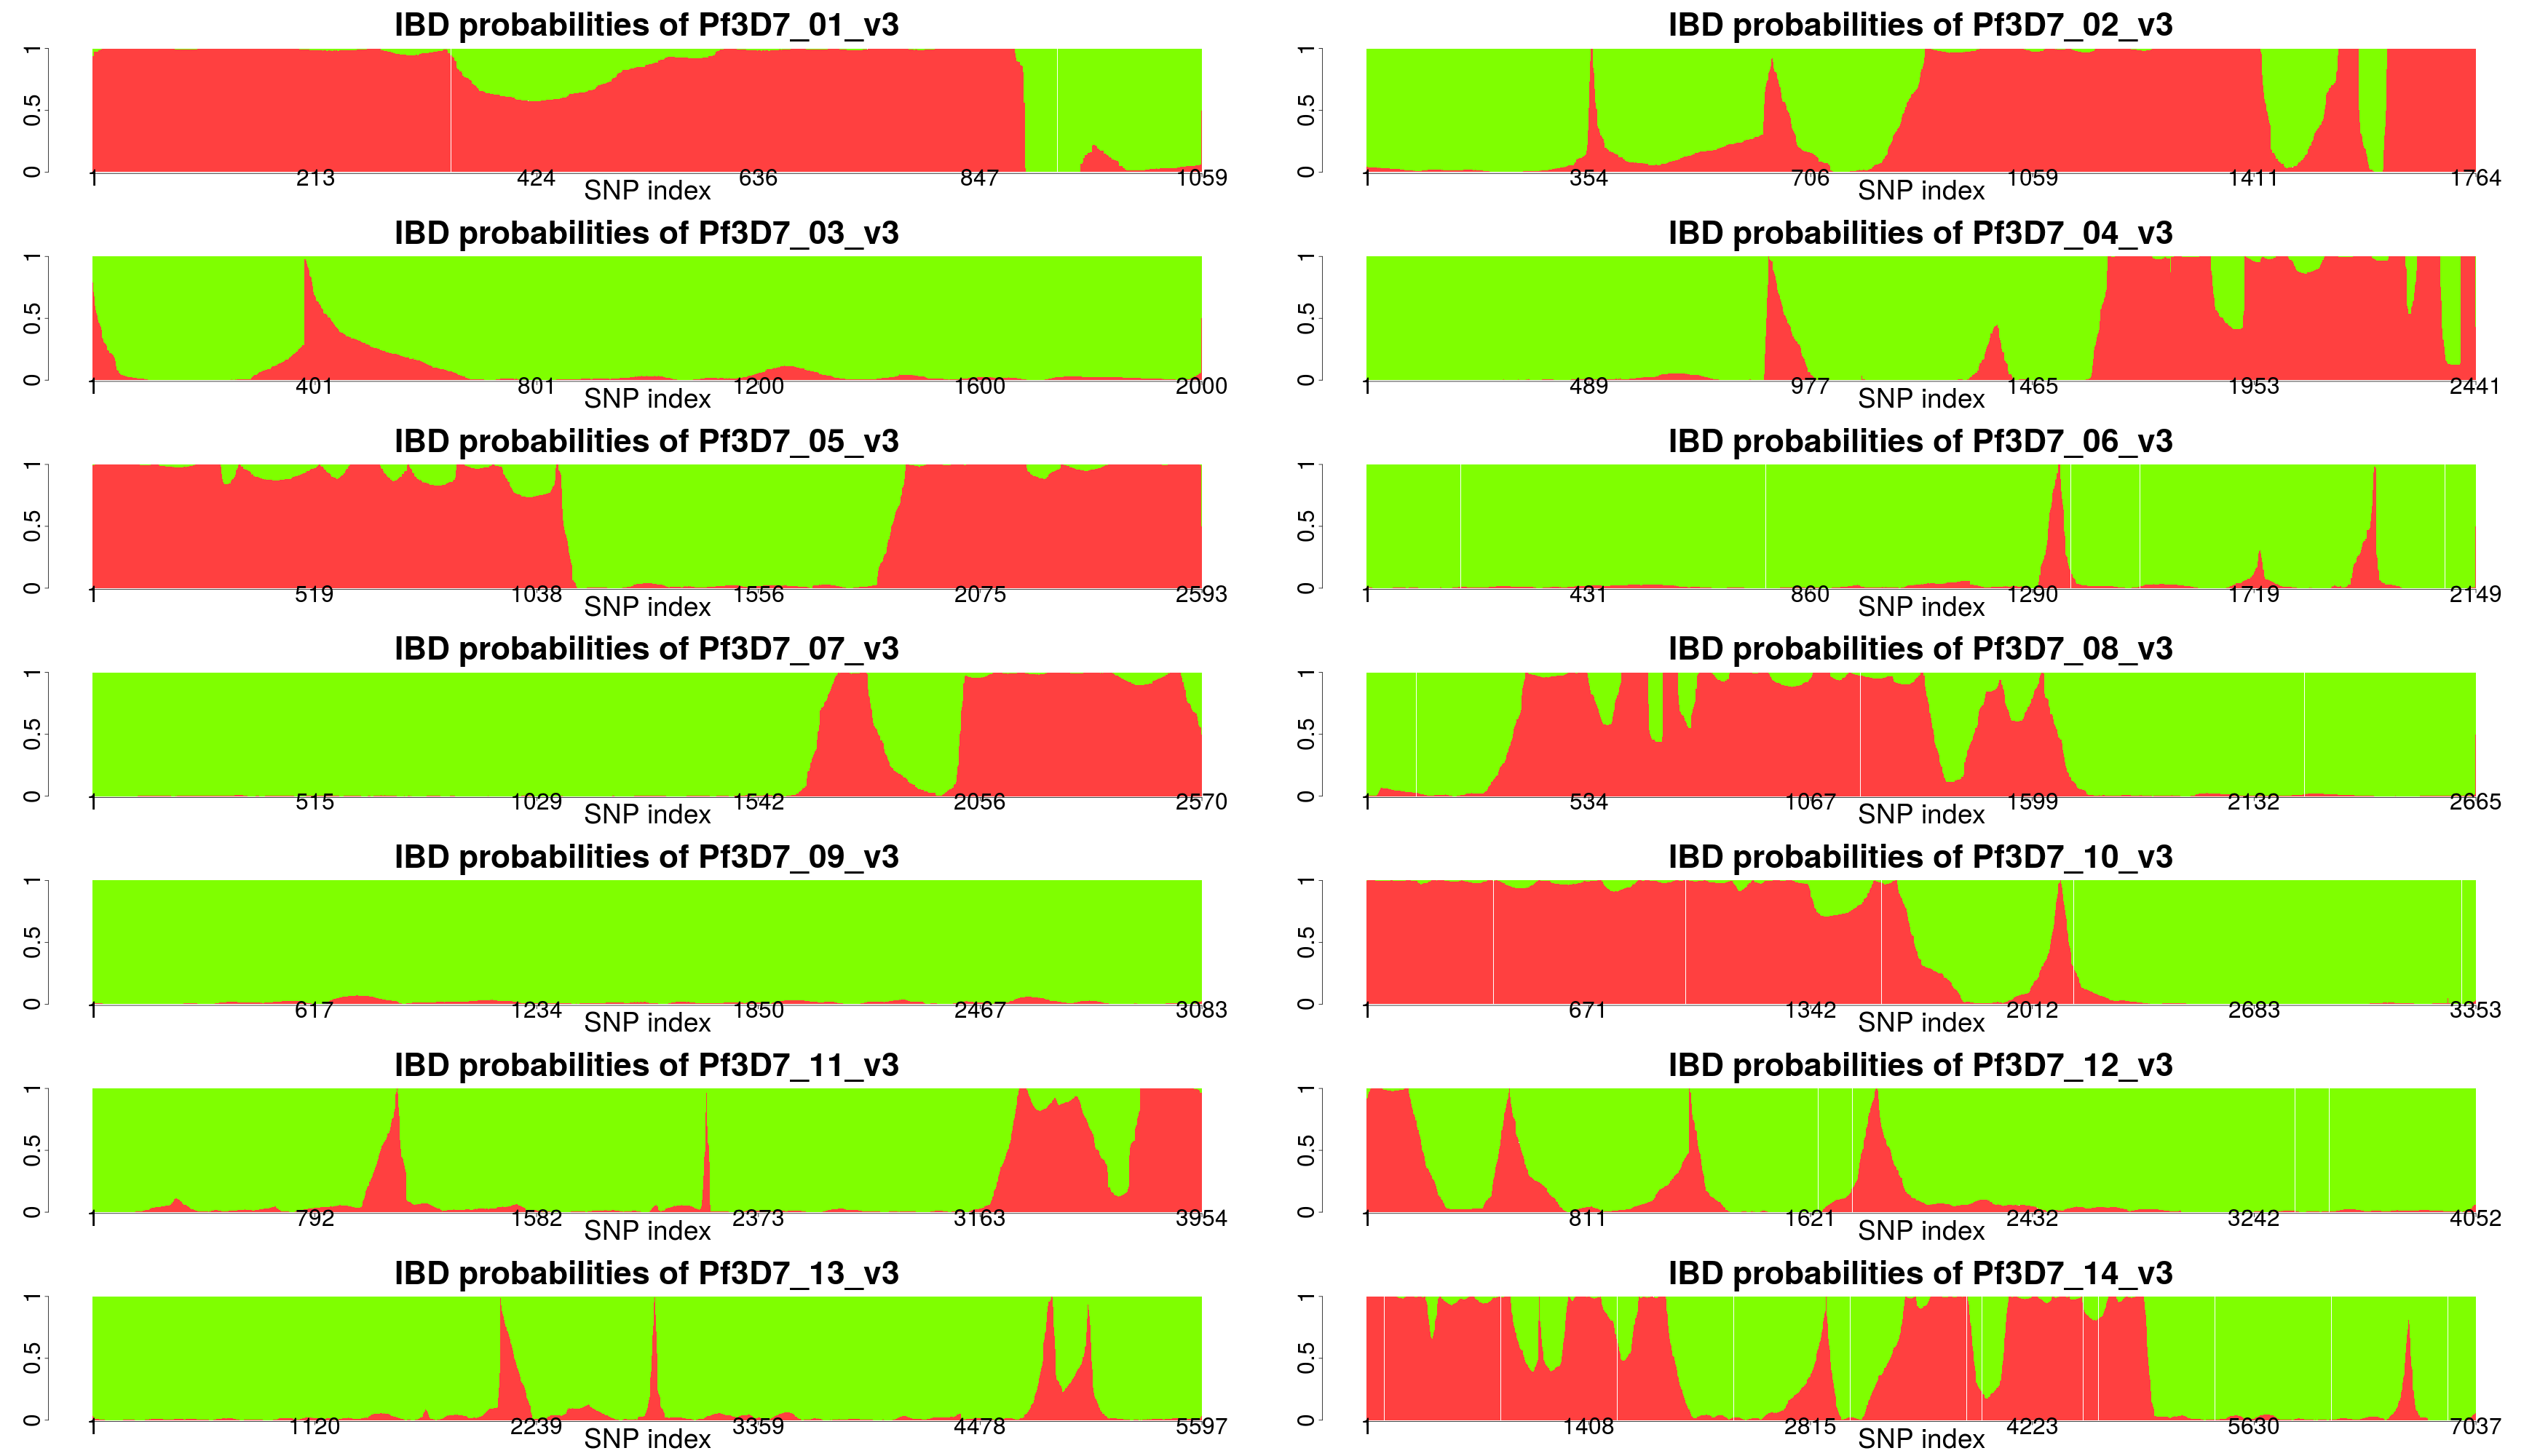 IBD probabilities of Pf3D7_01_v3
0 0.5 1
1 213 424 636 847 1059
SNP index
IBD probabilities of Pf3D7_02_v3
0 0.5 1
1 354 706 1059 1411 1764
SNP index
IBD probabilities of Pf3D7_03_v3
0 0.5 1
1 401 801 1200 1600 2000
SNP index
IBD probabilities of Pf3D7_04_v3
0 0.5 1
1 489 977 1465 1953 2441
SNP index
IBD probabilities of Pf3D7_05_v3
0 0.5 1
1 519 1038 1556 2075 2593
SNP index
IBD probabilities of Pf3D7_06_v3
0 0.5 1
1 431 860 1290 1719 2149
SNP index
IBD probabilities of Pf3D7_07_v3
0 0.5 1
1 515 1029 1542 2056 2570
SNP index
IBD probabilities of Pf3D7_08_v3
0 0.5 1
1 534 1067 1599 2132 2665
SNP index
IBD probabilities of Pf3D7_09_v3
0 0.5 1
1 617 1234 1850 2467 3083
SNP index
IBD probabilities of Pf3D7_10_v3
0 0.5 1
1 671 1342 2012 2683 3353
SNP index
IBD probabilities of Pf3D7_11_v3
0 0.5 1
1 792 1582 2373 3163 3954
SNP index
IBD probabilities of Pf3D7_12_v3
0 0.5 1
1 811 1621 2432 3242 4052
SNP index
IBD probabilities of Pf3D7_13_v3
0 0.5 1
1 1120 2239 3359 4478 5597
SNP index
IBD probabilities of Pf3D7_14_v3
0 0.5 1
1 1408 2815 4223 5630 7037
SNP index